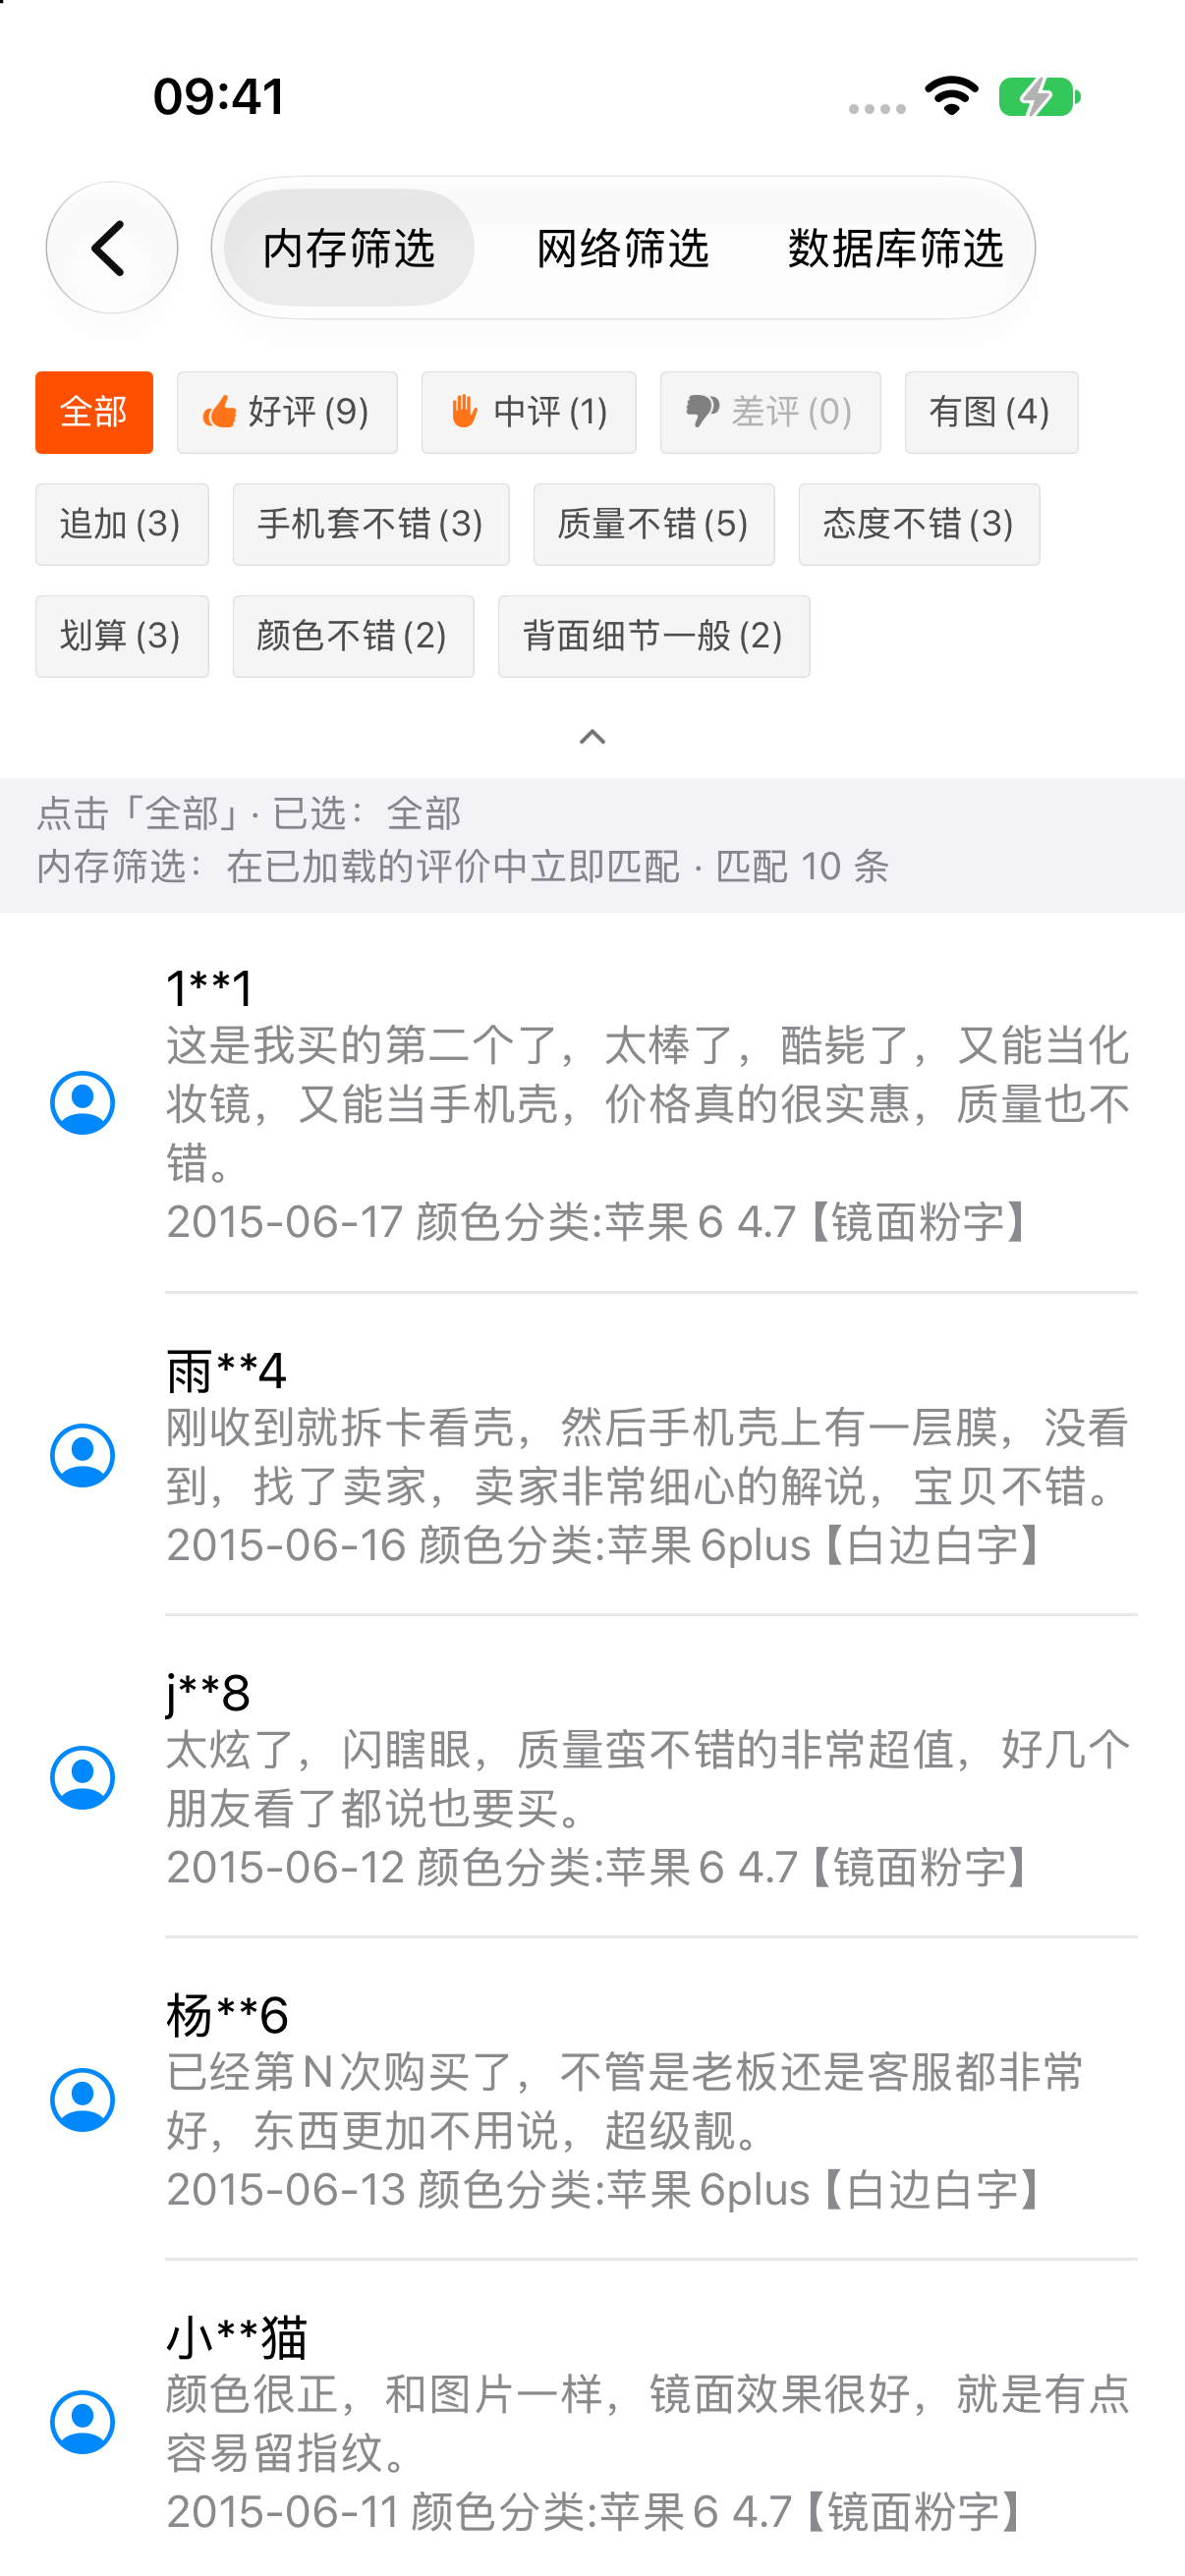 09:41
内存筛选 网络筛选 数据库筛选
全部 好评 (9) 中评 (1) 差评 (0) 有图 (4)
追加 (3) 手机套不错 (3) 质量不错 (5) 态度不错 (3)
划算 (3) 颜色不错 (2) 背面细节一般 (2)
点击「全部」· 已选：全部
内存筛选：在已加载的评价中立即匹配 · 匹配 10 条
1**1
这是我买的第二个了，太棒了，酷毙了，又能当化
妆镜，又能当手机壳，价格真的很实惠，质量也不
错。
2015-06-17 颜色分类:苹果6 4.7【镜面粉字】
雨**4
刚收到就拆卡看壳，然后手机壳上有一层膜，没看
到，找了卖家，卖家非常细心的解说，宝贝不错。
2015-06-16 颜色分类:苹果6plus【白边白字】
j**8
太炫了，闪瞎眼，质量蛮不错的非常超值，好几个
朋友看了都说也要买。
2015-06-12 颜色分类:苹果6 4.7【镜面粉字】
杨**6
已经第N次购买了，不管是老板还是客服都非常
好，东西更加不用说，超级靓。
2015-06-13 颜色分类:苹果6plus【白边白字】
小**猫
颜色很正，和图片一样，镜面效果很好，就是有点
容易留指纹。
2015-06-11 颜色分类:苹果6 4.7【镜面粉字】